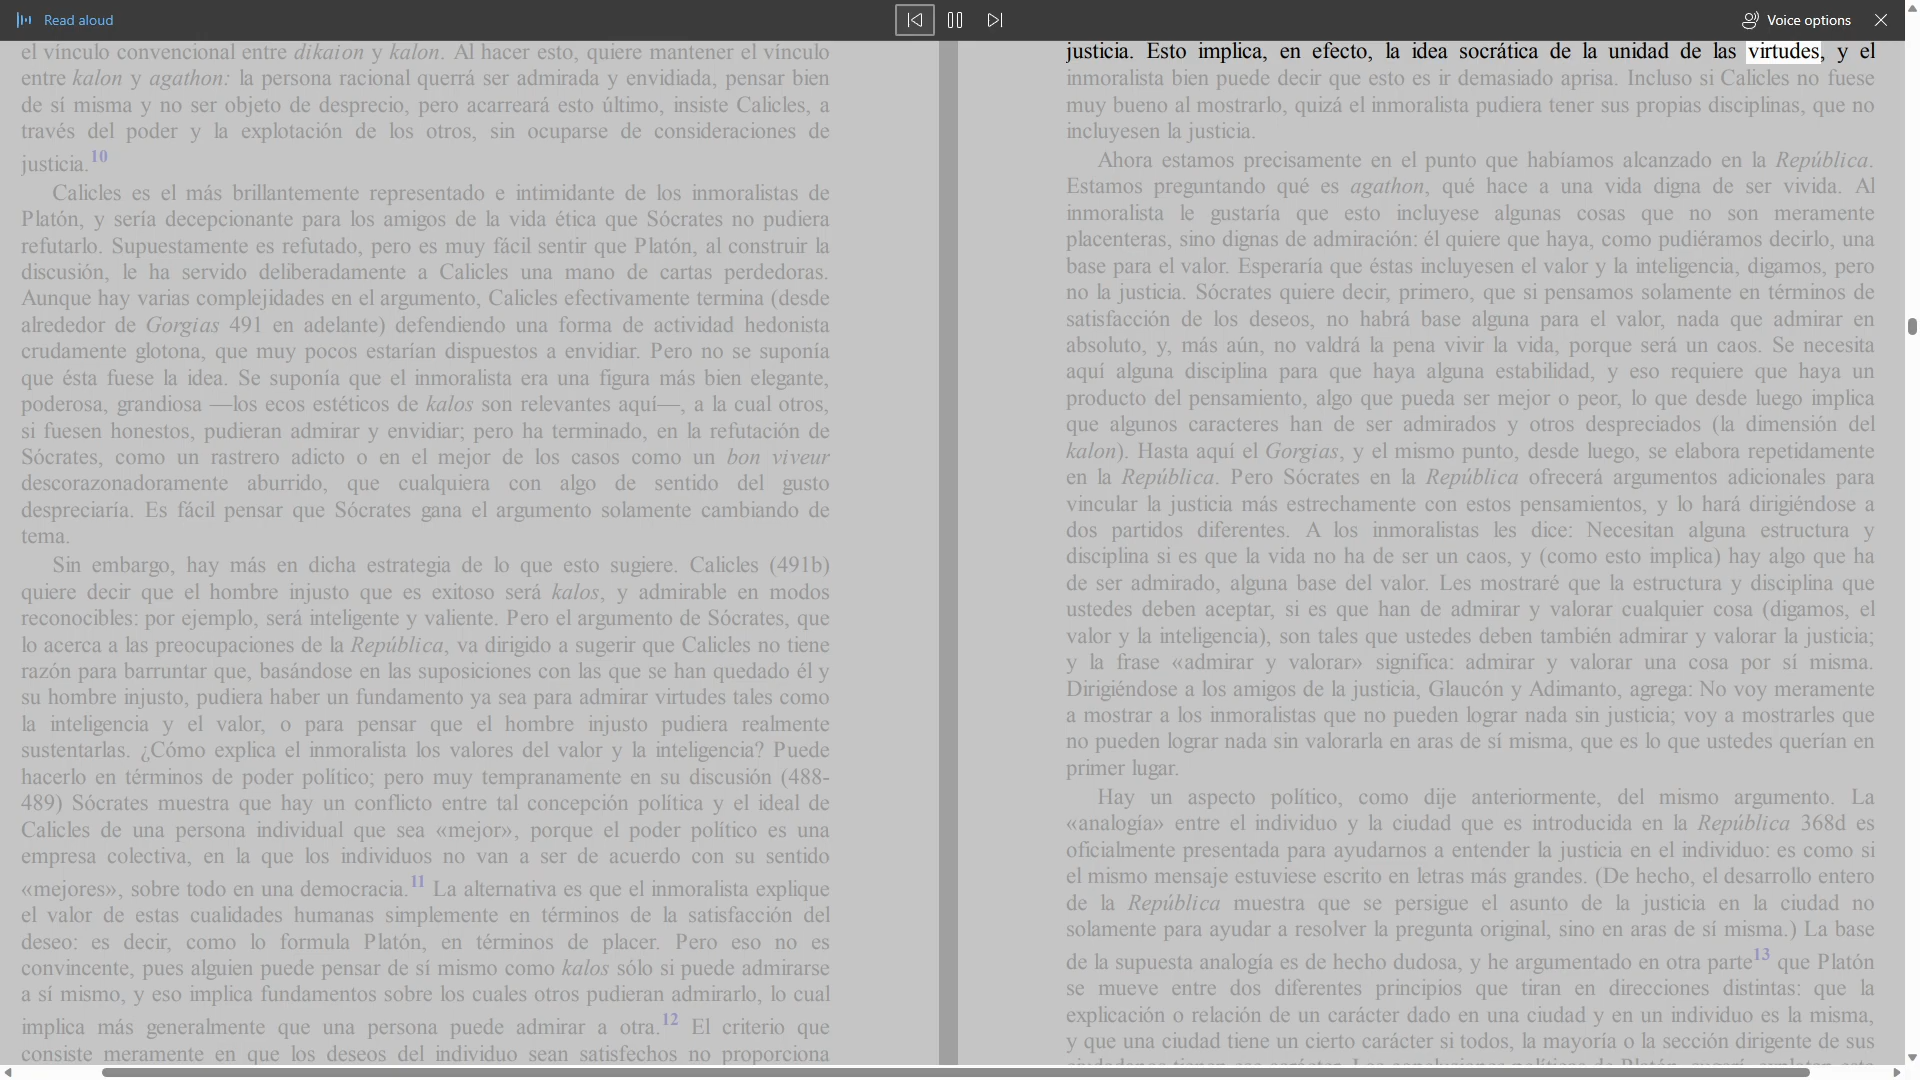 Read aloud
Voice options
el vínculo convencional entre dikaion y kalon. Al hacer esto, quiere mantener el vínculo
entre kalon y agathon: la persona racional querrá ser admirada y envidiada, pensar bien
de sí misma y no ser objeto de desprecio, pero acarreará esto último, insiste Calicles, a
través del poder y la explotación de los otros, sin ocuparse de consideraciones de
justicia.10
Calicles es el más brillantemente representado e intimidante de los inmoralistas de
Platón, y sería decepcionante para los amigos de la vida ética que Sócrates no pudiera
refutarlo. Supuestamente es refutado, pero es muy fácil sentir que Platón, al construir la
discusión, le ha servido deliberadamente a Calicles una mano de cartas perdedoras.
Aunque hay varias complejidades en el argumento, Calicles efectivamente termina (desde
alrededor de Gorgias 491 en adelante) defendiendo una forma de actividad hedonista
crudamente glotona, que muy pocos estarían dispuestos a envidiar. Pero no se suponía
que ésta fuese la idea. Se suponía que el inmoralista era una figura más bien elegante,
poderosa, grandiosa —los ecos estéticos de kalos son relevantes aquí—, a la cual otros,
si fuesen honestos, pudieran admirar y envidiar; pero ha terminado, en la refutación de
Sócrates, como un rastrero adicto o en el mejor de los casos como un bon viveur
descorazonadoramente aburrido, que cualquiera con algo de sentido del gusto
despreciaría. Es fácil pensar que Sócrates gana el argumento solamente cambiando de
tema.
Sin embargo, hay más en dicha estrategia de lo que esto sugiere. Calicles (491b)
quiere decir que el hombre injusto que es exitoso será kalos, y admirable en modos
reconocibles: por ejemplo, será inteligente y valiente. Pero el argumento de Sócrates, que
lo acerca a las preocupaciones de la República, va dirigido a sugerir que Calicles no tiene
razón para barruntar que, basándose en las suposiciones con las que se han quedado él y
su hombre injusto, pudiera haber un fundamento ya sea para admirar virtudes tales como
la inteligencia y el valor, o para pensar que el hombre injusto pudiera realmente
sustentarlas. ¿Cómo explica el inmoralista los valores del valor y la inteligencia? Puede
hacerlo en términos de poder político; pero muy tempranamente en su discusión (488-
489) Sócrates muestra que hay un conflicto entre tal concepción política y el ideal de
Calicles de una persona individual que sea «mejor», porque el poder político es una
empresa colectiva, en la que los individuos no van a ser de acuerdo con su sentido
«mejores», sobre todo en una democracia.11 La alternativa es que el inmoralista explique
el valor de estas cualidades humanas simplemente en términos de la satisfacción del
deseo: es decir, como lo formula Platón, en términos de placer. Pero eso no es
convincente, pues alguien puede pensar de sí mismo como kalos sólo si puede admirarse
a sí mismo, y eso implica fundamentos sobre los cuales otros pudieran admirarlo, lo cual
implica más generalmente que una persona puede admirar a otra.12 El criterio que
consiste meramente en que los deseos del individuo sean satisfechos no proporciona
justicia. Esto implica, en efecto, la idea socrática de la unidad de las virtudes, y el
inmoralista bien puede decir que esto es ir demasiado aprisa. Incluso si Calicles no fuese
muy bueno al mostrarlo, quizá el inmoralista pudiera tener sus propias disciplinas, que no
incluyesen la justicia.
Ahora estamos precisamente en el punto que habíamos alcanzado en la República.
Estamos preguntando qué es agathon, qué hace a una vida digna de ser vivida. Al
inmoralista le gustaría que esto incluyese algunas cosas que no son meramente
placenteras, sino dignas de admiración: él quiere que haya, como pudiéramos decirlo, una
base para el valor. Esperaría que éstas incluyesen el valor y la inteligencia, digamos, pero
no la justicia. Sócrates quiere decir, primero, que si pensamos solamente en términos de
satisfacción de los deseos, no habrá base alguna para el valor, nada que admirar en
absoluto, y, más aún, no valdrá la pena vivir la vida, porque será un caos. Se necesita
aquí alguna disciplina para que haya alguna estabilidad, y eso requiere que haya un
producto del pensamiento, algo que pueda ser mejor o peor, lo que desde luego implica
que algunos caracteres han de ser admirados y otros despreciados (la dimensión del
kalon). Hasta aquí el Gorgias, y el mismo punto, desde luego, se elabora repetidamente
en la República. Pero Sócrates en la República ofrecerá argumentos adicionales para
vincular la justicia más estrechamente con estos pensamientos, y lo hará dirigiéndose a
dos partidos diferentes. A los inmoralistas les dice: Necesitan alguna estructura y
disciplina si es que la vida no ha de ser un caos, y (como esto implica) hay algo que ha
de ser admirado, alguna base del valor. Les mostraré que la estructura y disciplina que
ustedes deben aceptar, si es que han de admirar y valorar cualquier cosa (digamos, el
valor y la inteligencia), son tales que ustedes deben también admirar y valorar la justicia;
y la frase «admirar y valorar» significa: admirar y valorar una cosa por sí misma.
Dirigiéndose a los amigos de la justicia, Glaucón y Adimanto, agrega: No voy meramente
a mostrar a los inmoralistas que no pueden lograr nada sin justicia; voy a mostrarles que
no pueden lograr nada sin valorarla en aras de sí misma, que es lo que ustedes querían en
primer lugar.
Hay un aspecto político, como dije anteriormente, del mismo argumento. La
«analogía» entre el individuo y la ciudad que es introducida en la República 368d es
oficialmente presentada para ayudarnos a entender la justicia en el individuo: es como si
el mismo mensaje estuviese escrito en letras más grandes. (De hecho, el desarrollo entero
de la República muestra que se persigue el asunto de la justicia en la ciudad no
solamente para ayudar a resolver la pregunta original, sino en aras de sí misma.) La base
de la supuesta analogía es de hecho dudosa, y he argumentado en otra parte13 que Platón
se mueve entre dos diferentes principios que tiran en direcciones distintas: que la
explicación o relación de un carácter dado en una ciudad y en un individuo es la misma,
y que una ciudad tiene un cierto carácter si todos, la mayoría o la sección dirigente de sus